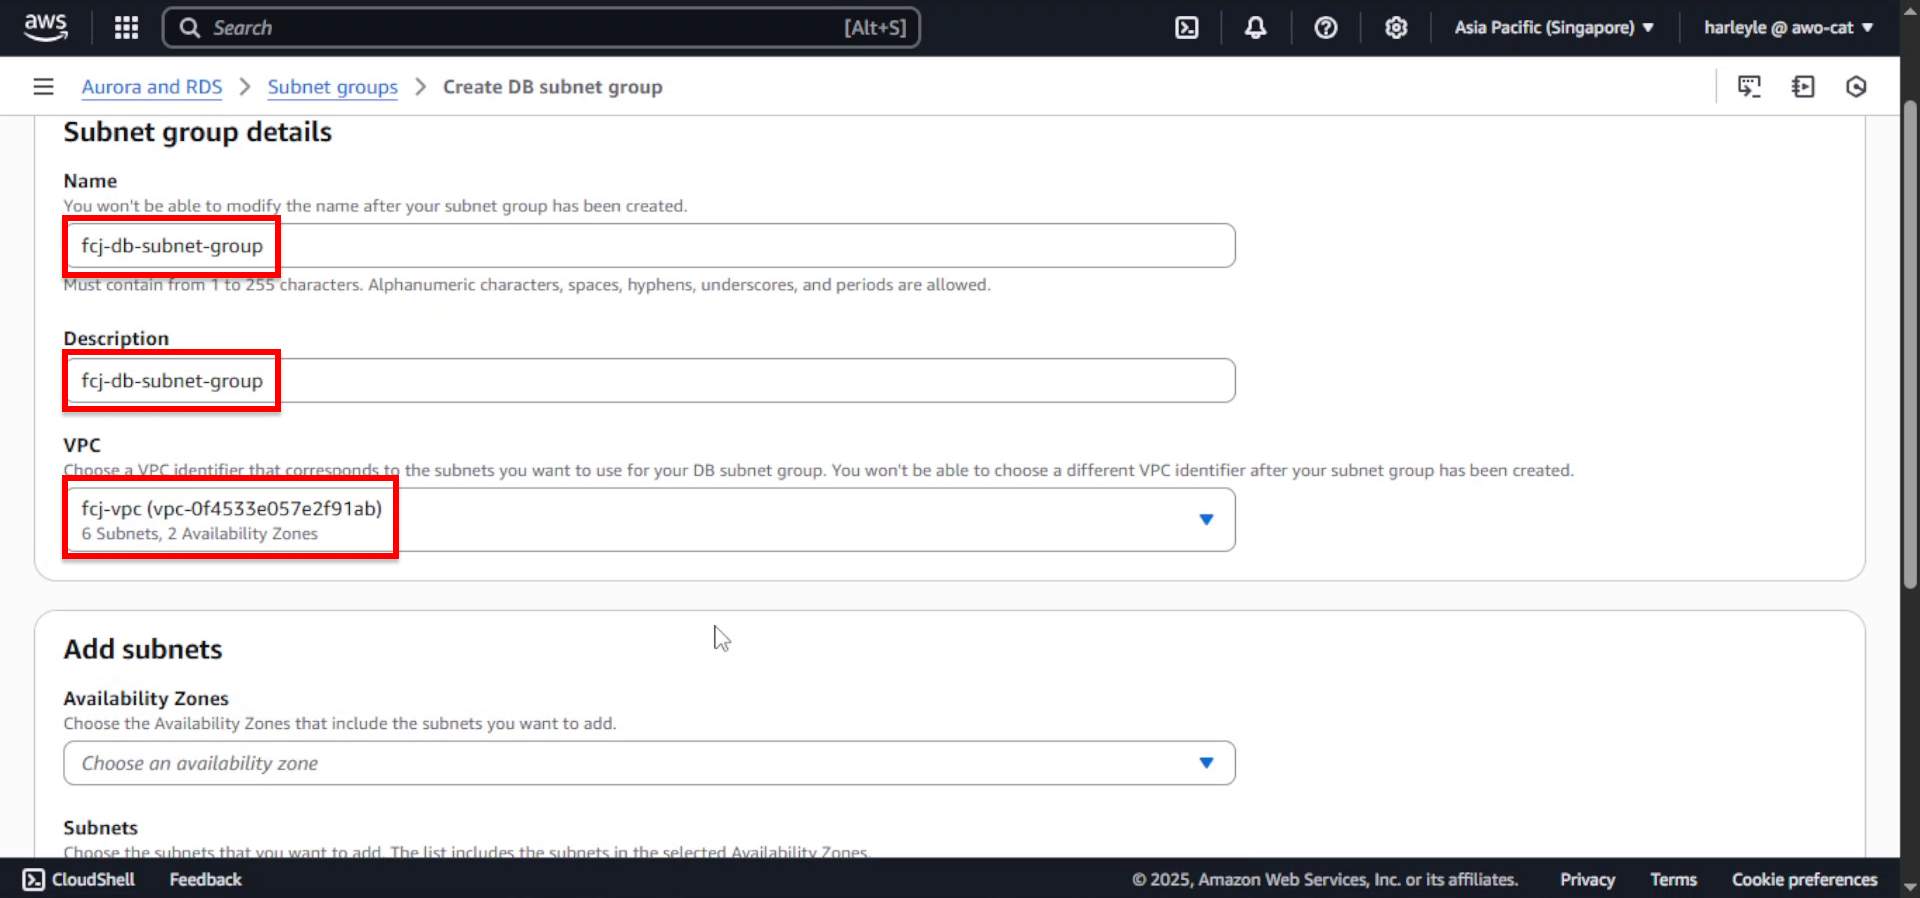 aws
Search [Alt+S]
Asia Pacific (Singapore)
harleyle @ awo-cat
Aurora and RDS > Subnet groups > Create DB subnet group
Subnet group details
Name
You won't be able to modify the name after your subnet group has been created.
fcj-db-subnet-group
Must contain from 1 to 255 characters. Alphanumeric characters, spaces, hyphens, underscores, and periods are allowed.
Description
fcj-db-subnet-group
VPC
Choose a VPC identifier that corresponds to the subnets you want to use for your DB subnet group. You won't be able to choose a different VPC identifier after your subnet group has been created.
fcj-vpc (vpc-0f4533e057e2f91ab)
6 Subnets, 2 Availability Zones
Add subnets
Availability Zones
Choose the Availability Zones that include the subnets you want to add.
Choose an availability zone
Subnets
Choose the subnets that you want to add. The list includes the subnets in the selected Availability Zones.
CloudShell Feedback
© 2025, Amazon Web Services, Inc. or its affiliates. Privacy Terms Cookie preferences